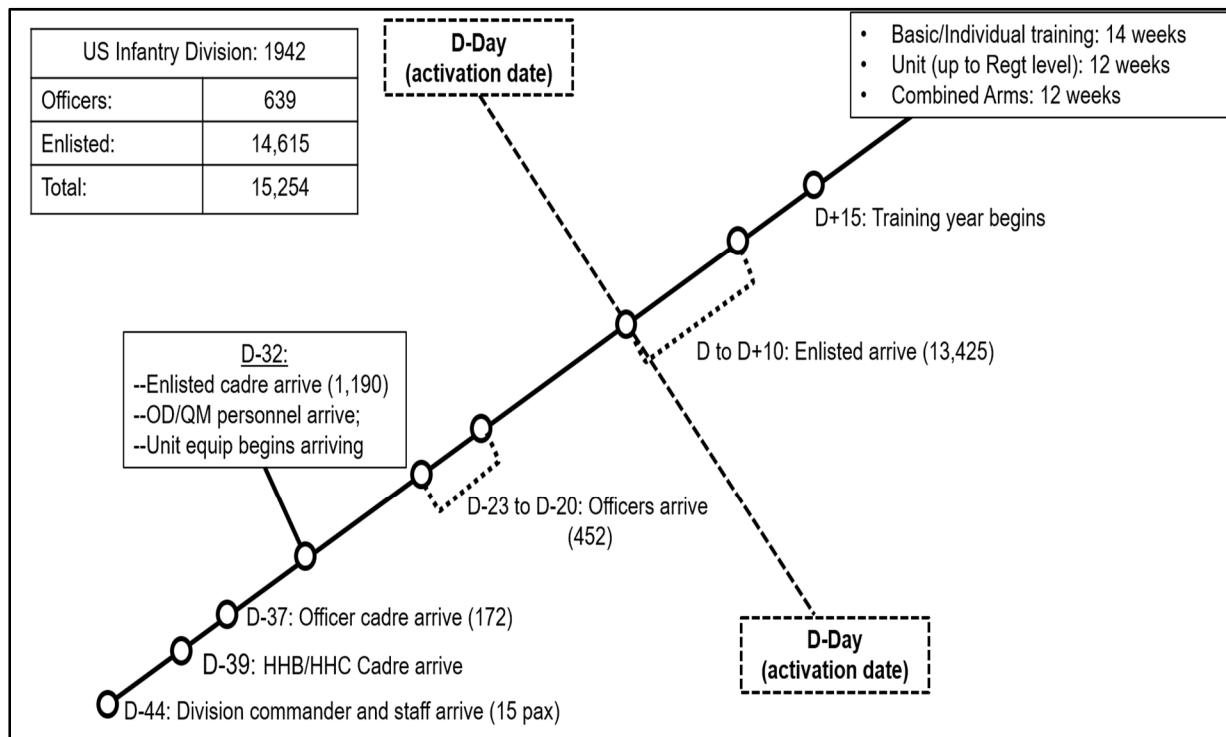 US Infantry Division: 1942
Officers: 639
Enlisted: 14,615
Total: 15,254
D-Day
(activation date)
• Basic/Individual training: 14 weeks
• Unit (up to Regt level): 12 weeks
• Combined Arms: 12 weeks
D+15: Training year begins
D to D+10: Enlisted arrive (13,425)
D-32:
--Enlisted cadre arrive (1,190)
--OD/QM personnel arrive;
--Unit equip begins arriving
D-23 to D-20: Officers arrive
(452)
D-37: Officer cadre arrive (172)
D-39: HHB/HHC Cadre arrive
D-44: Division commander and staff arrive (15 pax)
D-Day
(activation date)